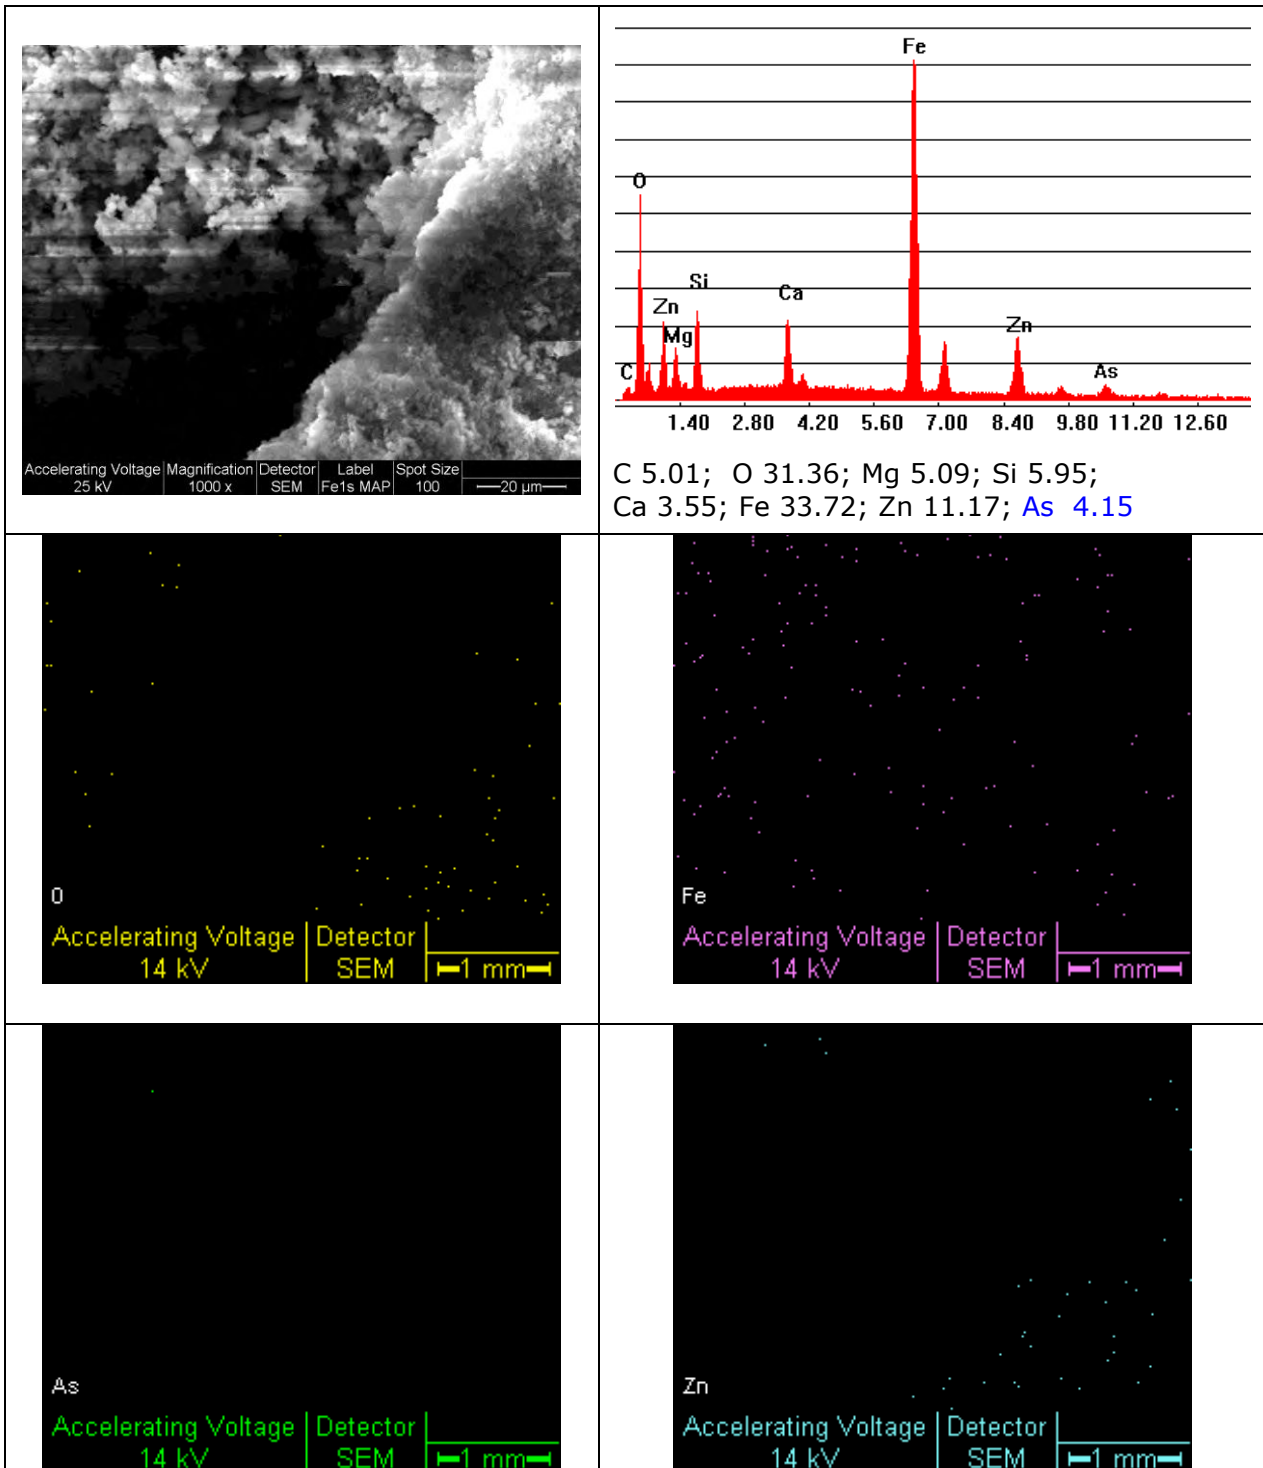 Accelerating Voltage Magnification Detector Label Spot Size
25 kV 1000 x SEM Fe1s MAP 100 20 µm
Fe
O
Si
Ca
Zn
Zn
Mg
C
As
1.40 2.80 4.20 5.60 7.00 8.40 9.80 11.20 12.60
C 5.01; O 31.36; Mg 5.09; Si 5.95;
Ca 3.55; Fe 33.72; Zn 11.17; As 4.15
O
Accelerating Voltage Detector
14 kV SEM 1 mm
Fe
Accelerating Voltage Detector
14 kV SEM 1 mm
As
Accelerating Voltage Detector
14 kV SEM 1 mm
Zn
Accelerating Voltage Detector
14 kV SEM 1 mm